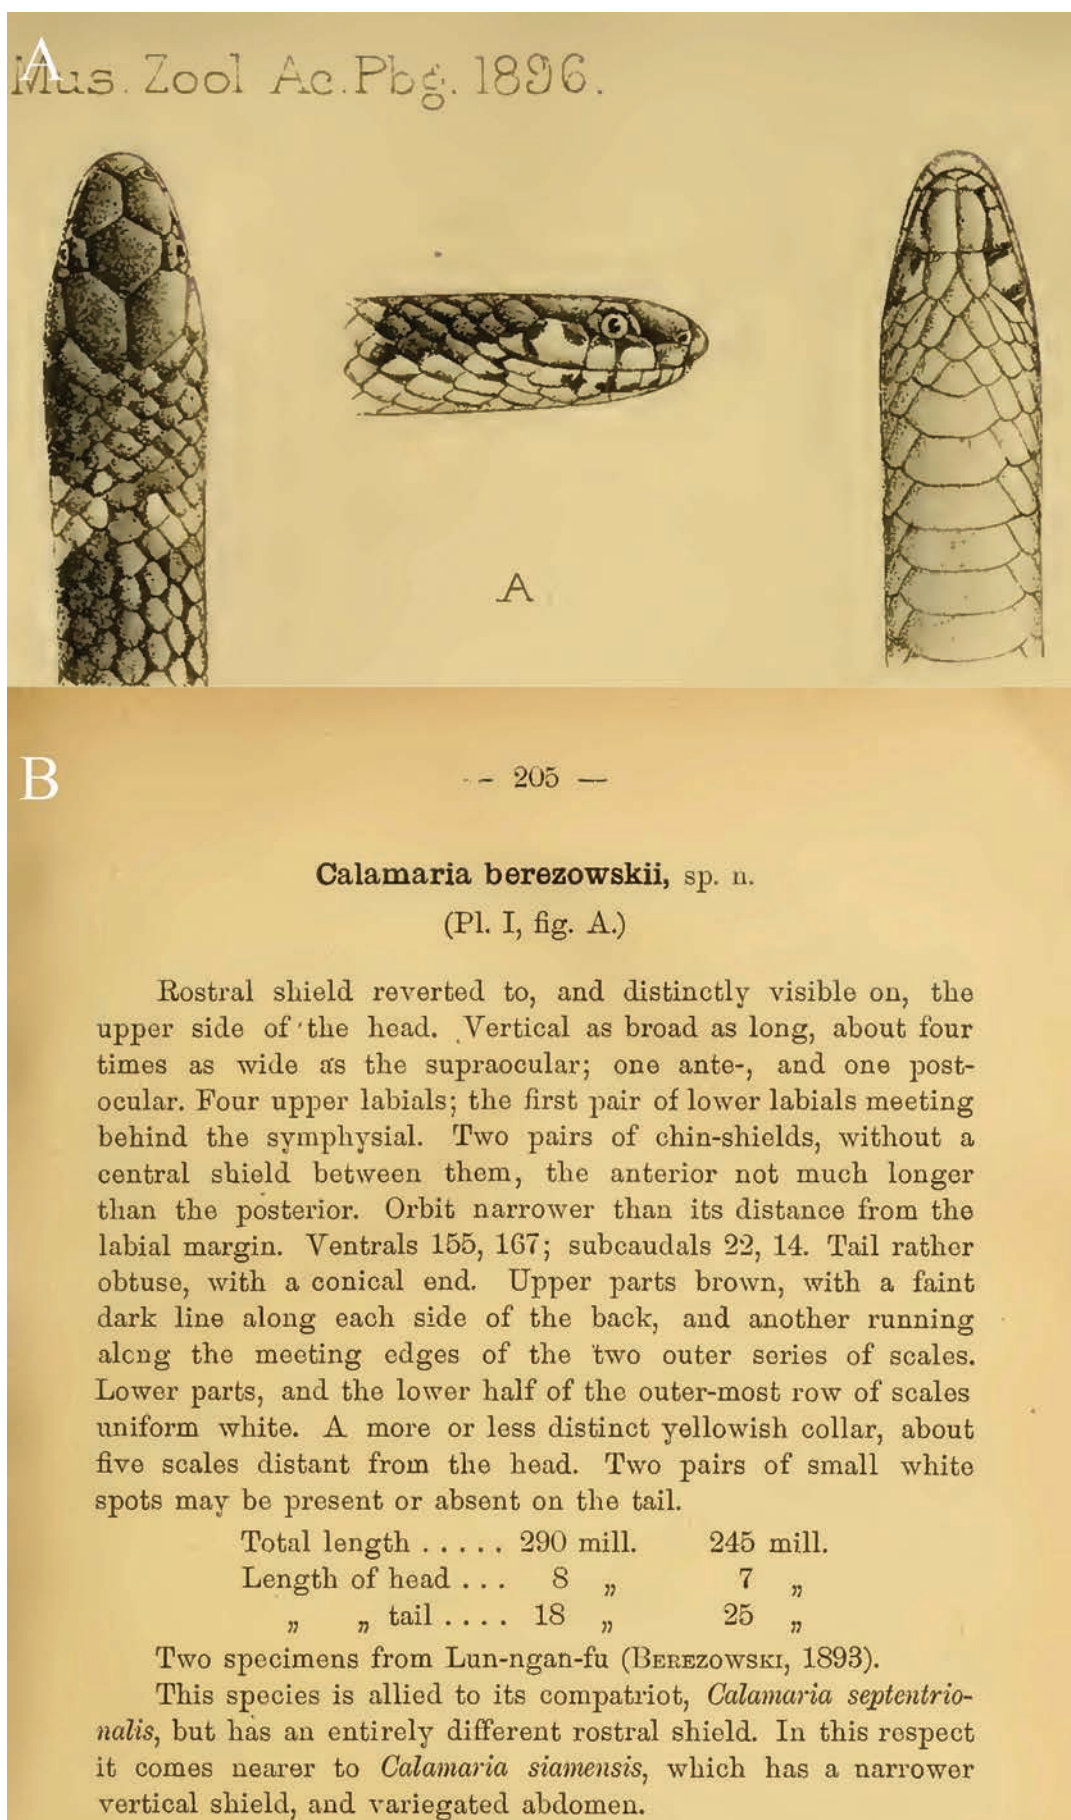 A
Mus. Zool Ac. Pbg. 1896.
A
B
-- 205 —
Calamaria berezowskii, sp. n.
(Pl. I, fig. A.)
Rostral shield reverted to, and distinctly visible on, the
upper side of the head. Vertical as broad as long, about four
times as wide as the supraocular; one ante-, and one post-
ocular. Four upper labials; the first pair of lower labials meeting
behind the symphysial. Two pairs of chin-shields, without a
central shield between them, the anterior not much longer
than the posterior. Orbit narrower than its distance from the
labial margin. Ventrals 155, 167; subcaudals 22, 14. Tail rather
obtuse, with a conical end. Upper parts brown, with a faint
dark line along each side of the back, and another running
along the meeting edges of the two outer series of scales.
Lower parts, and the lower half of the outer-most row of scales
uniform white. A more or less distinct yellowish collar, about
five scales distant from the head. Two pairs of small white
spots may be present or absent on the tail.
Total length . . . . . 290 mill. 245 mill.
Length of head . . . 8 „ 7 „
„ „ tail . . . . 18 „ 25 „
Two specimens from Lun-ngan-fu (BEREZOWSKI, 1893).
This species is allied to its compatriot, Calamaria septentrio-
nalis, but has an entirely different rostral shield. In this respect
it comes nearer to Calamaria siamensis, which has a narrower
vertical shield, and variegated abdomen.